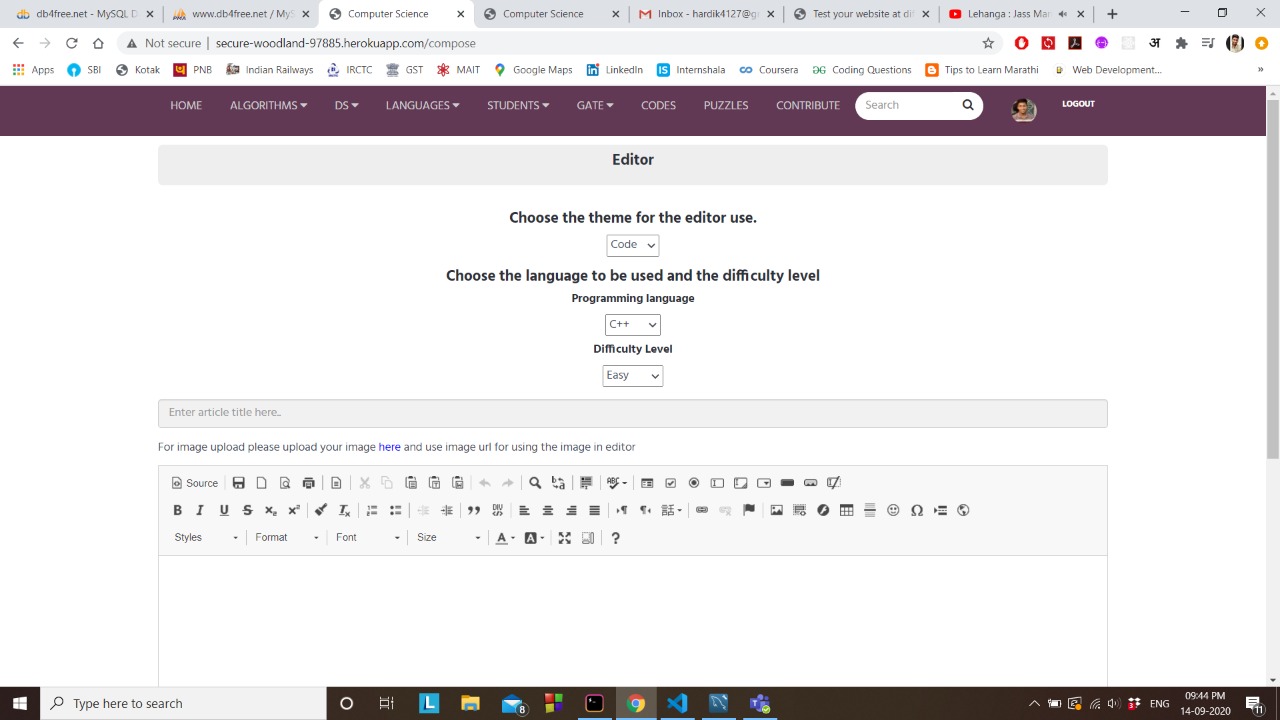 db4free.net - MySQL D
www.db4free.net / MyS
Computer Science
Computer Science
Inbox - hardik4127@g
Test your website at di
Lehanga : Jass Man
Not secure | secure-woodland-97885.herokuapp.com/compose
Apps SBI Kotak PNB Indian Railways IRCTC GST MAIT Google Maps LinkedIn Internshala Coursera Coding Questions Tips to Learn Marathi Web Development... »
HOME ALGORITHMS DS LANGUAGES STUDENTS GATE CODES PUZZLES CONTRIBUTE Search LOGOUT
Editor
Choose the theme for the editor use.
Code
Choose the language to be used and the difficulty level
Programming language
C++
Difficulty Level
Easy
Enter article title here..
For image upload please upload your image here and use image url for using the image in editor
Source
Styles Format Font Size
Type here to search
ENG
09:44 PM
14-09-2020